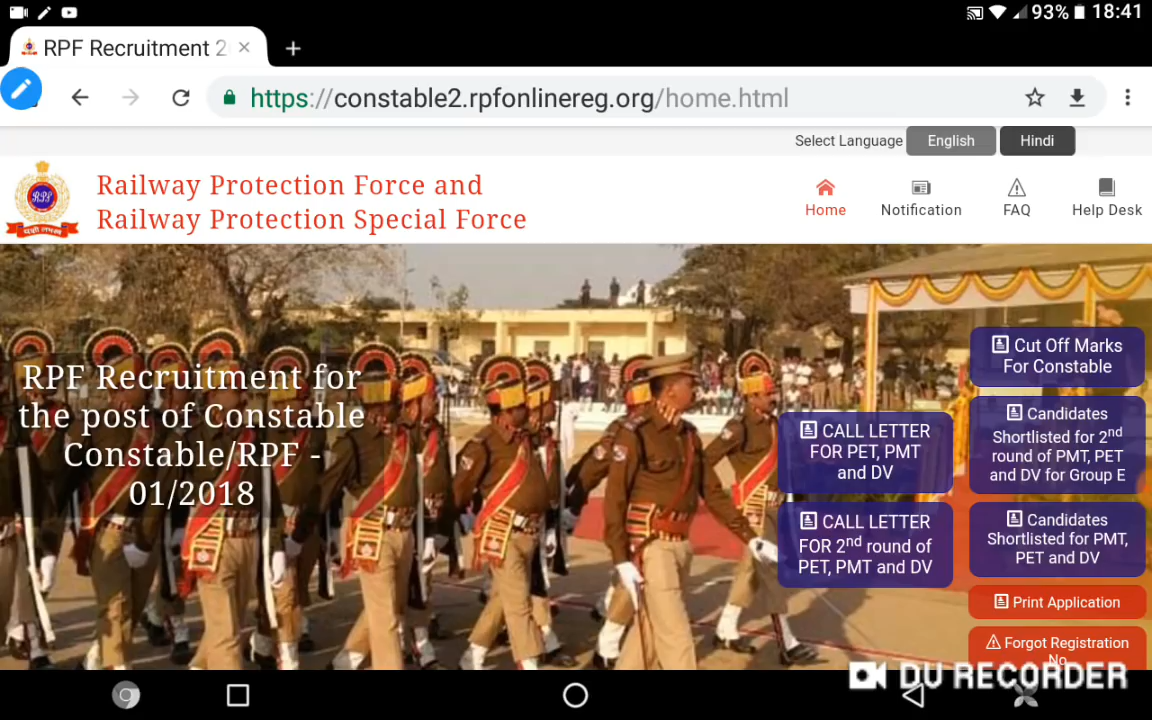 93% 18:41
RPF Recruitment 2
https://constable2.rpfonlinereg.org/home.html
Select Language English Hindi
Railway Protection Force and
Railway Protection Special Force
Home Notification FAQ Help Desk
RPF Recruitment for
the post of Constable
Constable/RPF -
01/2018
CALL LETTER
FOR PET, PMT
and DV
CALL LETTER
FOR 2nd round of
PET, PMT and DV
Cut Off Marks
For Constable
Candidates
Shortlisted for 2nd
round of PMT, PET
and DV for Group E
Candidates
Shortlisted for PMT,
PET and DV
Print Application
Forgot Registration
No
DU RECORDER
RPF